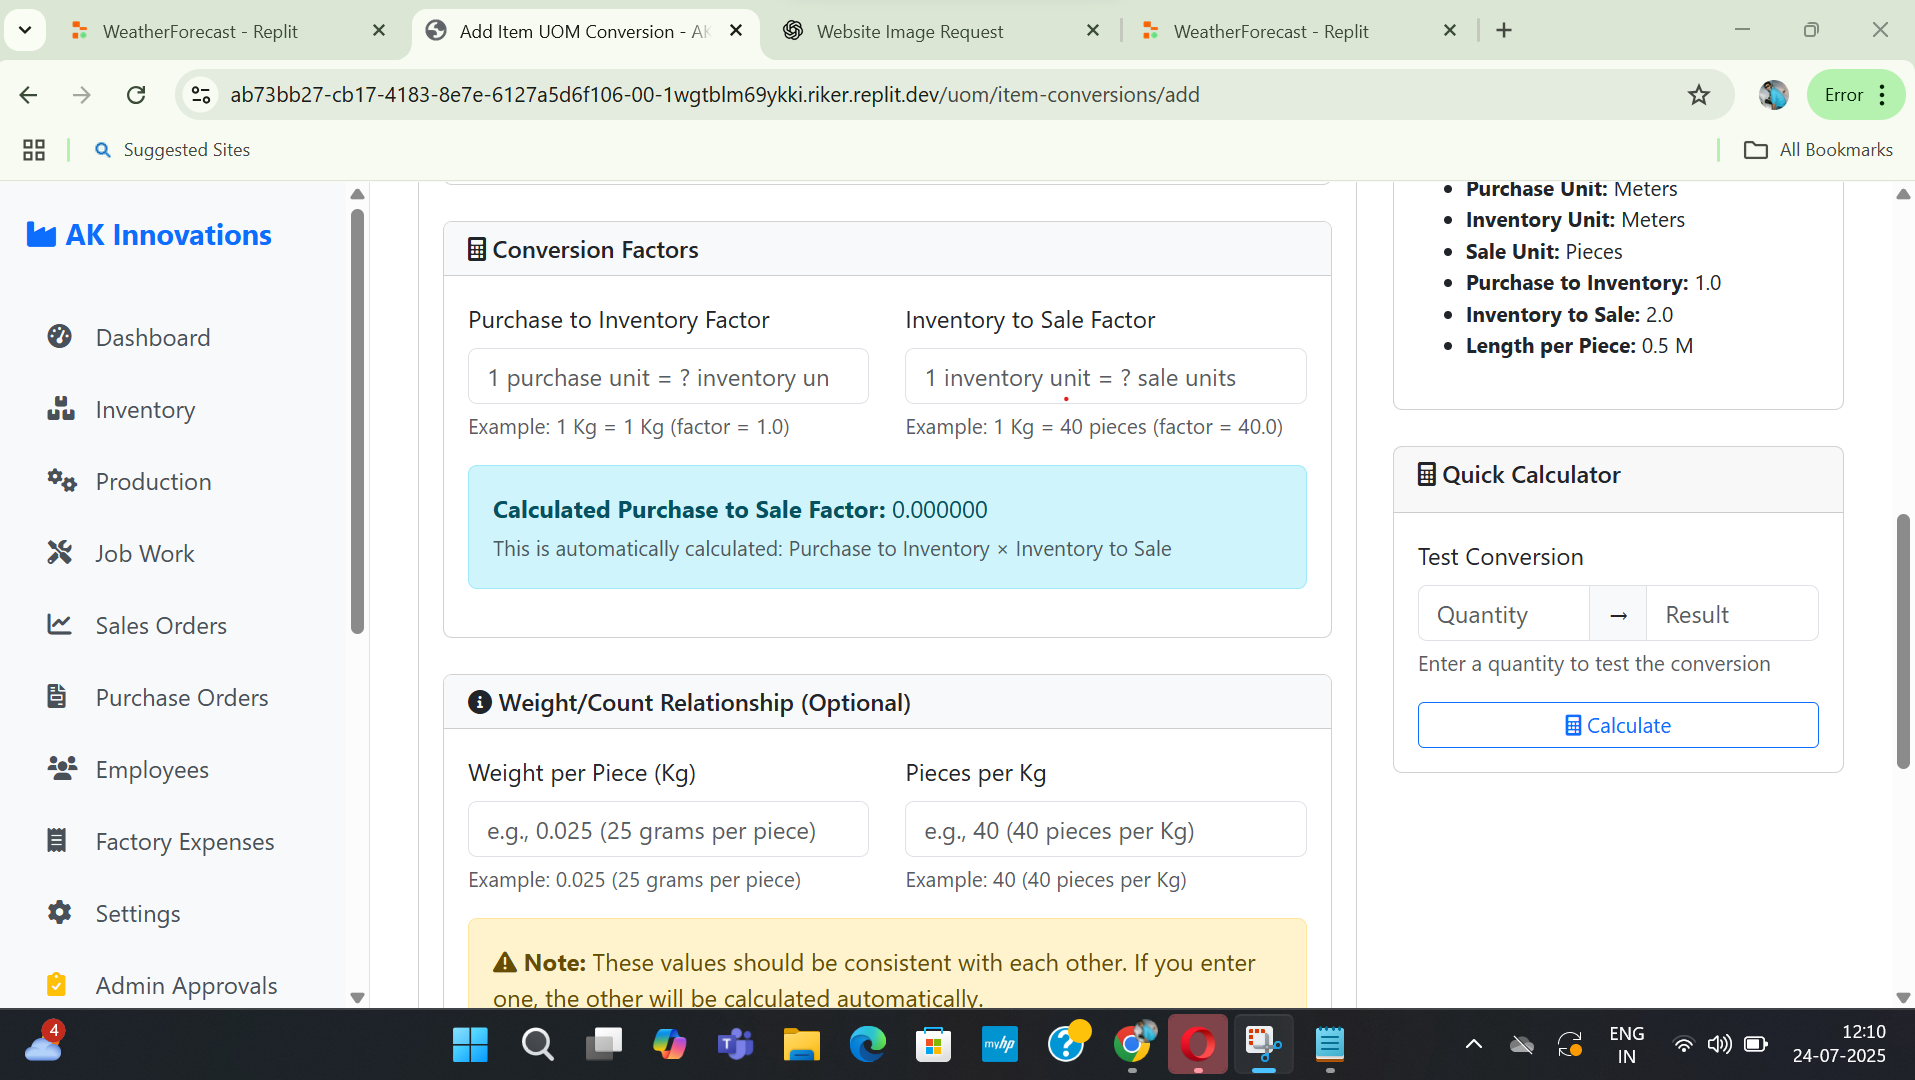 WeatherForecast - Replit
Add Item UOM Conversion - AK
Website Image Request
WeatherForecast - Replit
ab73bb27-cb17-4183-8e7e-6127a5d6f106-00-1wgtblm69ykki.riker.replit.dev/uom/item-conversions/add
Error
Suggested Sites
All Bookmarks
AK Innovations
Dashboard
Inventory
Production
Job Work
Sales Orders
Purchase Orders
Employees
Factory Expenses
Settings
Admin Approvals
Conversion Factors
Purchase to Inventory Factor
Inventory to Sale Factor
1 purchase unit = ? inventory un
1 inventory unit = ? sale units
Example: 1 Kg = 1 Kg (factor = 1.0)
Example: 1 Kg = 40 pieces (factor = 40.0)
Calculated Purchase to Sale Factor: 0.000000
This is automatically calculated: Purchase to Inventory × Inventory to Sale
Weight/Count Relationship (Optional)
Weight per Piece (Kg)
Pieces per Kg
e.g., 0.025 (25 grams per piece)
e.g., 40 (40 pieces per Kg)
Example: 0.025 (25 grams per piece)
Example: 40 (40 pieces per Kg)
Note: These values should be consistent with each other. If you enter
one, the other will be calculated automatically.
Purchase Unit: Meters
Inventory Unit: Meters
Sale Unit: Pieces
Purchase to Inventory: 1.0
Inventory to Sale: 2.0
Length per Piece: 0.5 M
Quick Calculator
Test Conversion
Quantity → Result
Enter a quantity to test the conversion
Calculate
4
T
myhp
?
ENG
IN
12:10
24-07-2025